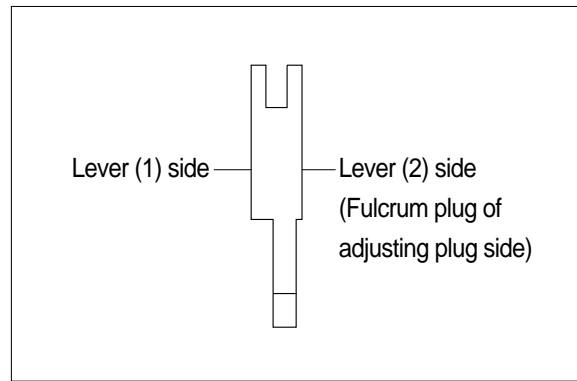 Lever (1) side
Lever (2) side
(Fulcrum plug of
adjusting plug side)